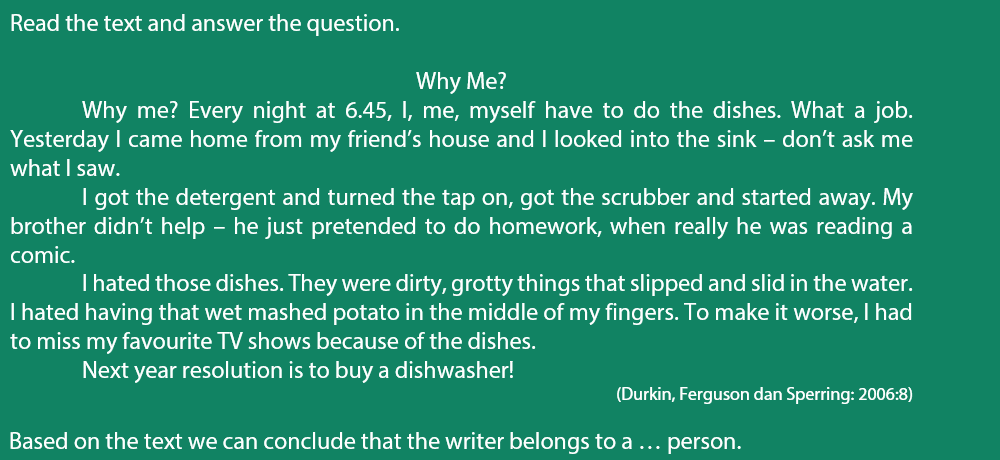 Read the text and answer the question.
Why Me?
Why me? Every night at 6.45, I, me, myself have to do the dishes. What a job.
Yesterday I came home from my friend’s house and I looked into the sink – don’t ask me
what I saw.
I got the detergent and turned the tap on, got the scrubber and started away. My
brother didn’t help – he just pretended to do homework, when really he was reading a
comic.
I hated those dishes. They were dirty, grotty things that slipped and slid in the water.
I hated having that wet mashed potato in the middle of my fingers. To make it worse, I had
to miss my favourite TV shows because of the dishes.
Next year resolution is to buy a dishwasher!
(Durkin, Ferguson dan Sperring: 2006:8)
Based on the text we can conclude that the writer belongs to a … person.